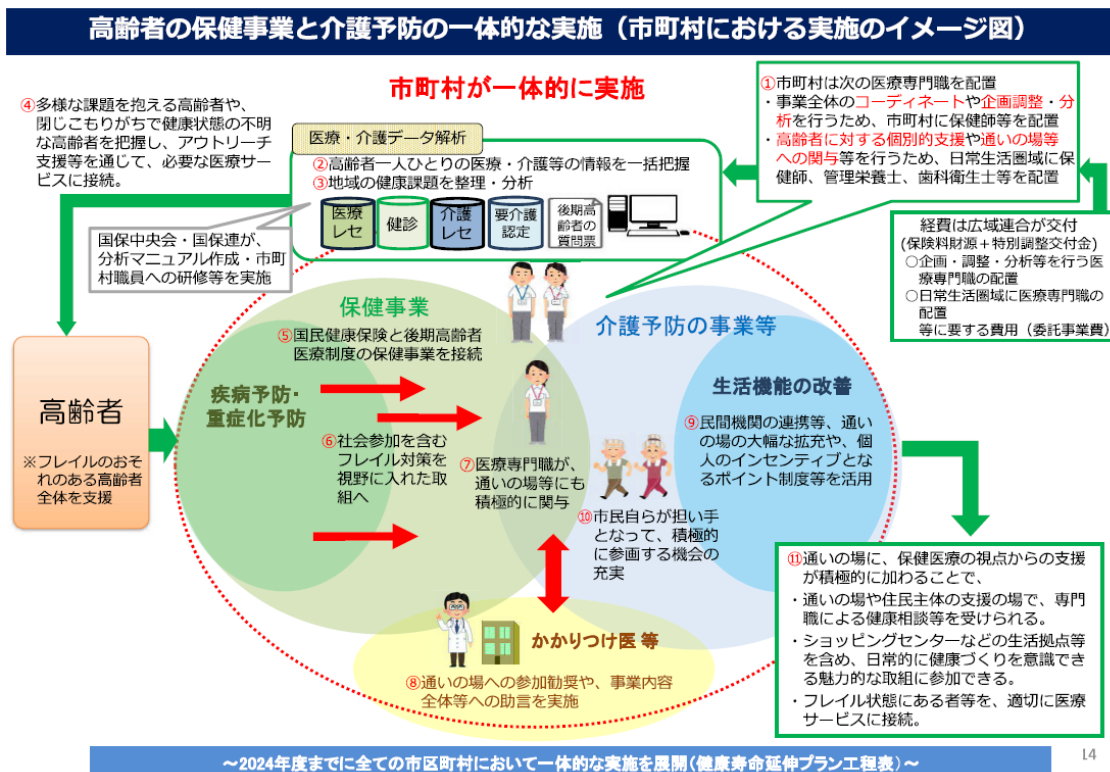 高齢者の保健事業と介護予防の一体的な実施（市町村における実施のイメージ図）
市町村が一体的に実施
①市町村は次の医療専門職を配置
・事業全体のコーディネートや企画調整・分
析を行うため、市町村に保健師等を配置
・高齢者に対する個別的支援や通いの場等
への関与等を行うため、日常生活圏域に保
健師、管理栄養士、歯科衛生士等を配置
④多様な課題を抱える高齢者や、
閉じこもりがちで健康状態の不明
な高齢者を把握し、アウトリーチ
支援等を通じて、必要な医療サー
ビスに接続。
医療・介護データ解析
②高齢者一人ひとりの医療・介護等の情報を一括把握
③地域の健康課題を整理・分析
医療
レセ
健診
介護
レセ
要介護
認定
後期高
齢者の
質問票
国保中央会・国保連が、
分析マニュアル作成・市町
村職員への研修等を実施
経費は広域連合が交付
(保険料財源＋特別調整交付金)
○企画・調整・分析等を行う医
療専門職の配置
○日常生活圏域に医療専門職の
配置
等に要する費用（委託事業費）
高齢者
※フレイルのおそ
れのある高齢者
全体を支援
保健事業
⑤国民健康保険と後期高齢者
医療制度の保健事業を接続
疾病予防・
重症化予防
⑥社会参加を含む
フレイル対策を
視野に入れた取
組へ
⑦医療専門職が、
通いの場等にも
積極的に関与
介護予防の事業等
生活機能の改善
⑨民間機関の連携等、通い
の場の大幅な拡充や、個
人のインセンティブとな
るポイント制度等を活用
⑩市民自らが担い手
となって、積極的
に参画する機会の
充実
かかりつけ医 等
⑧通いの場への参加勧奨や、事業内容
全体等への助言を実施
⑪通いの場に、保健医療の視点からの支援
が積極的に加わることで、
・通いの場や住民主体の支援の場で、専門
職による健康相談等を受けられる。
・ショッピングセンターなどの生活拠点等
を含め、日常的に健康づくりを意識でき
る魅力的な取組に参加できる。
・フレイル状態にある者等を、適切に医療
サービスに接続。
～2024年度までに全ての市区町村において一体的な実施を展開（健康寿命延伸プラン工程表）～
14